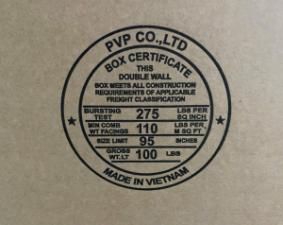 PVP CO.,LTD
BOX CERTIFICATE
THIS
DOUBLE WALL
BOX MEETS ALL CONSTRUCTION
REQUIREMENTS OF APPLICABLE
FREIGHT CLASSIFICATION
BURSTING TEST 275 LBS PER SQ INCH
MIN COMB WT FACINGS 110 LBS PER M SQ FT
SIZE LIMIT 95 INCHES
GROSS WT.LT 100 LBS
MADE IN VIETNAM